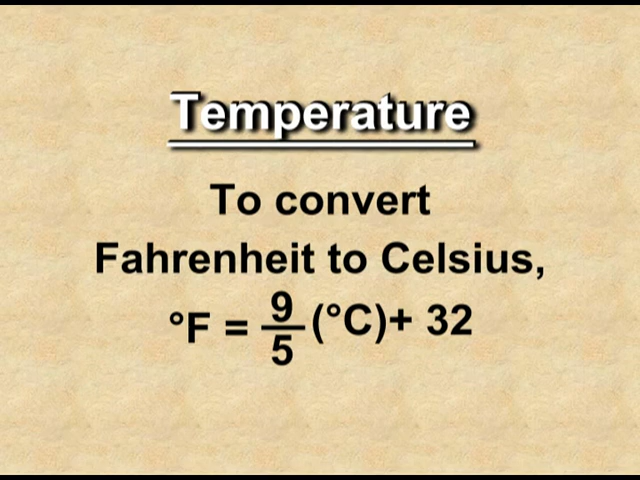 Temperature
To convert
Fahrenheit to Celsius,
°F = 9/5 (°C)+ 32